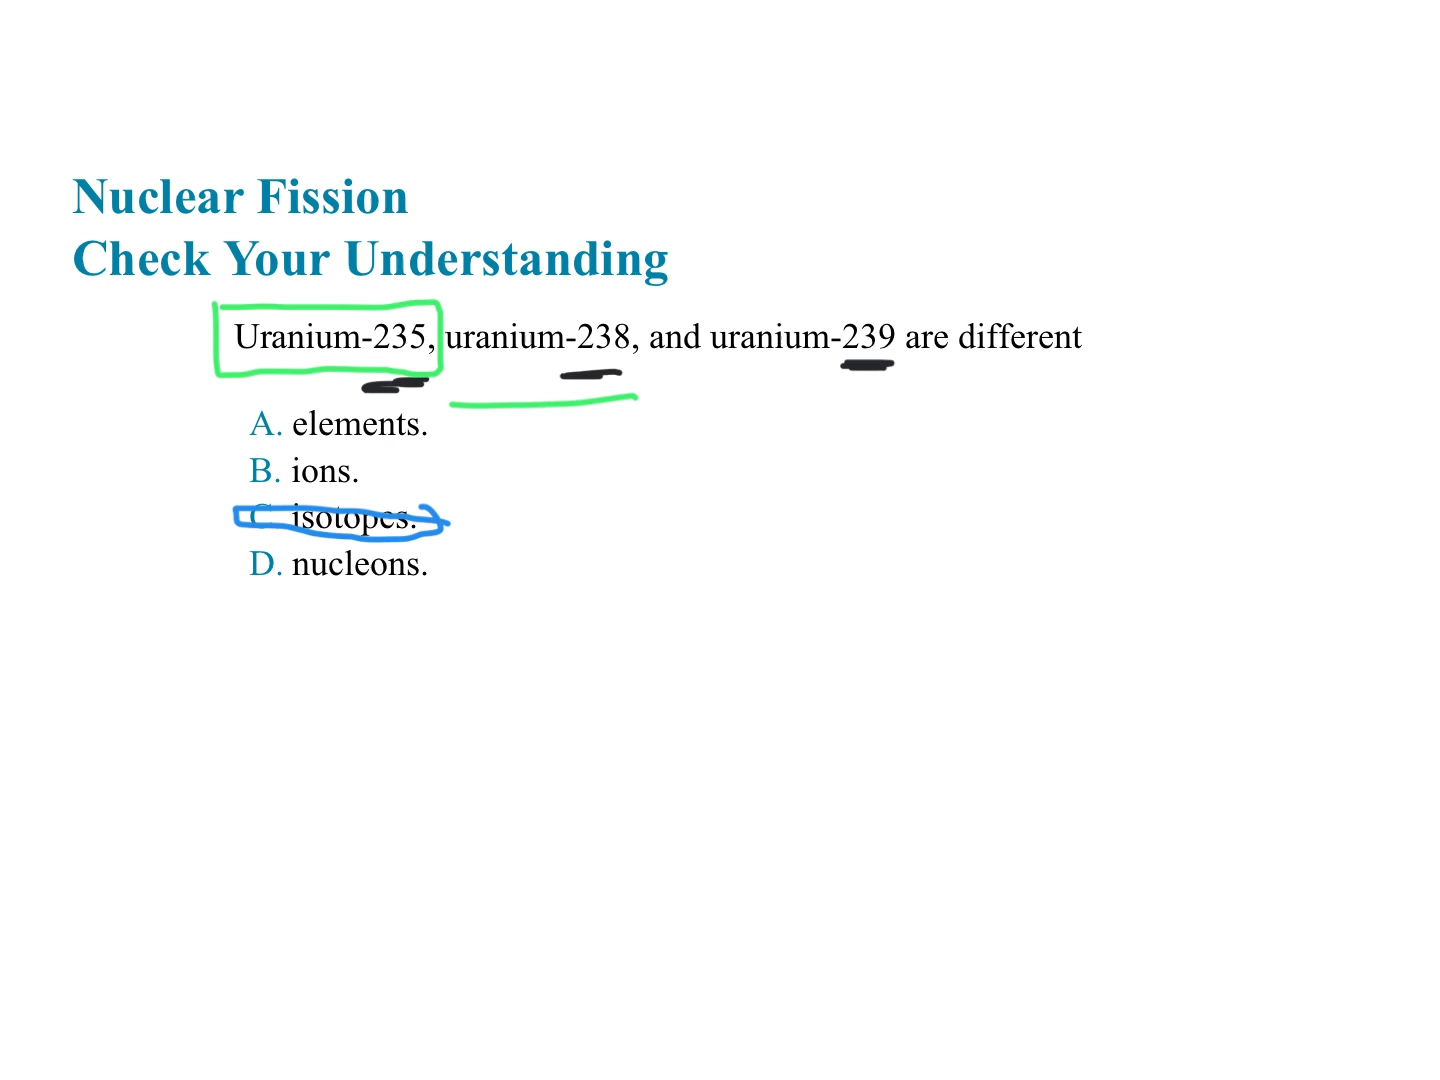 Nuclear Fission
Check Your Understanding
Uranium-235, uranium-238, and uranium-239 are different
A. elements.
B. ions.
C. isotopes.
D. nucleons.